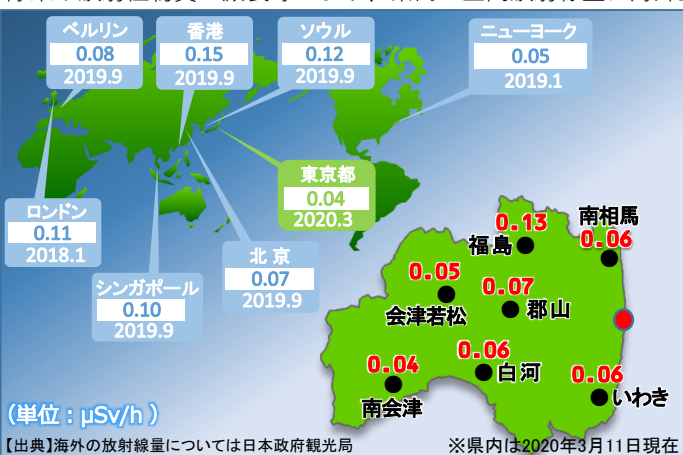 ベルリン
0.08
2019.9
香港
0.15
2019.9
ソウル
0.12
2019.9
ニューヨーク
0.05
2019.1
東京都
0.04
2020.3
ロンドン
0.11
2018.1
北京
0.07
2019.9
シンガポール
0.10
2019.9
0.13
福島
南相馬
0.06
0.05
会津若松
0.07
郡山
0.04
南会津
0.06
白河
0.06
いわき
(単位:μSv/h )
【出典】海外の放射線量については日本政府観光局
※県内は2020年3月11日現在